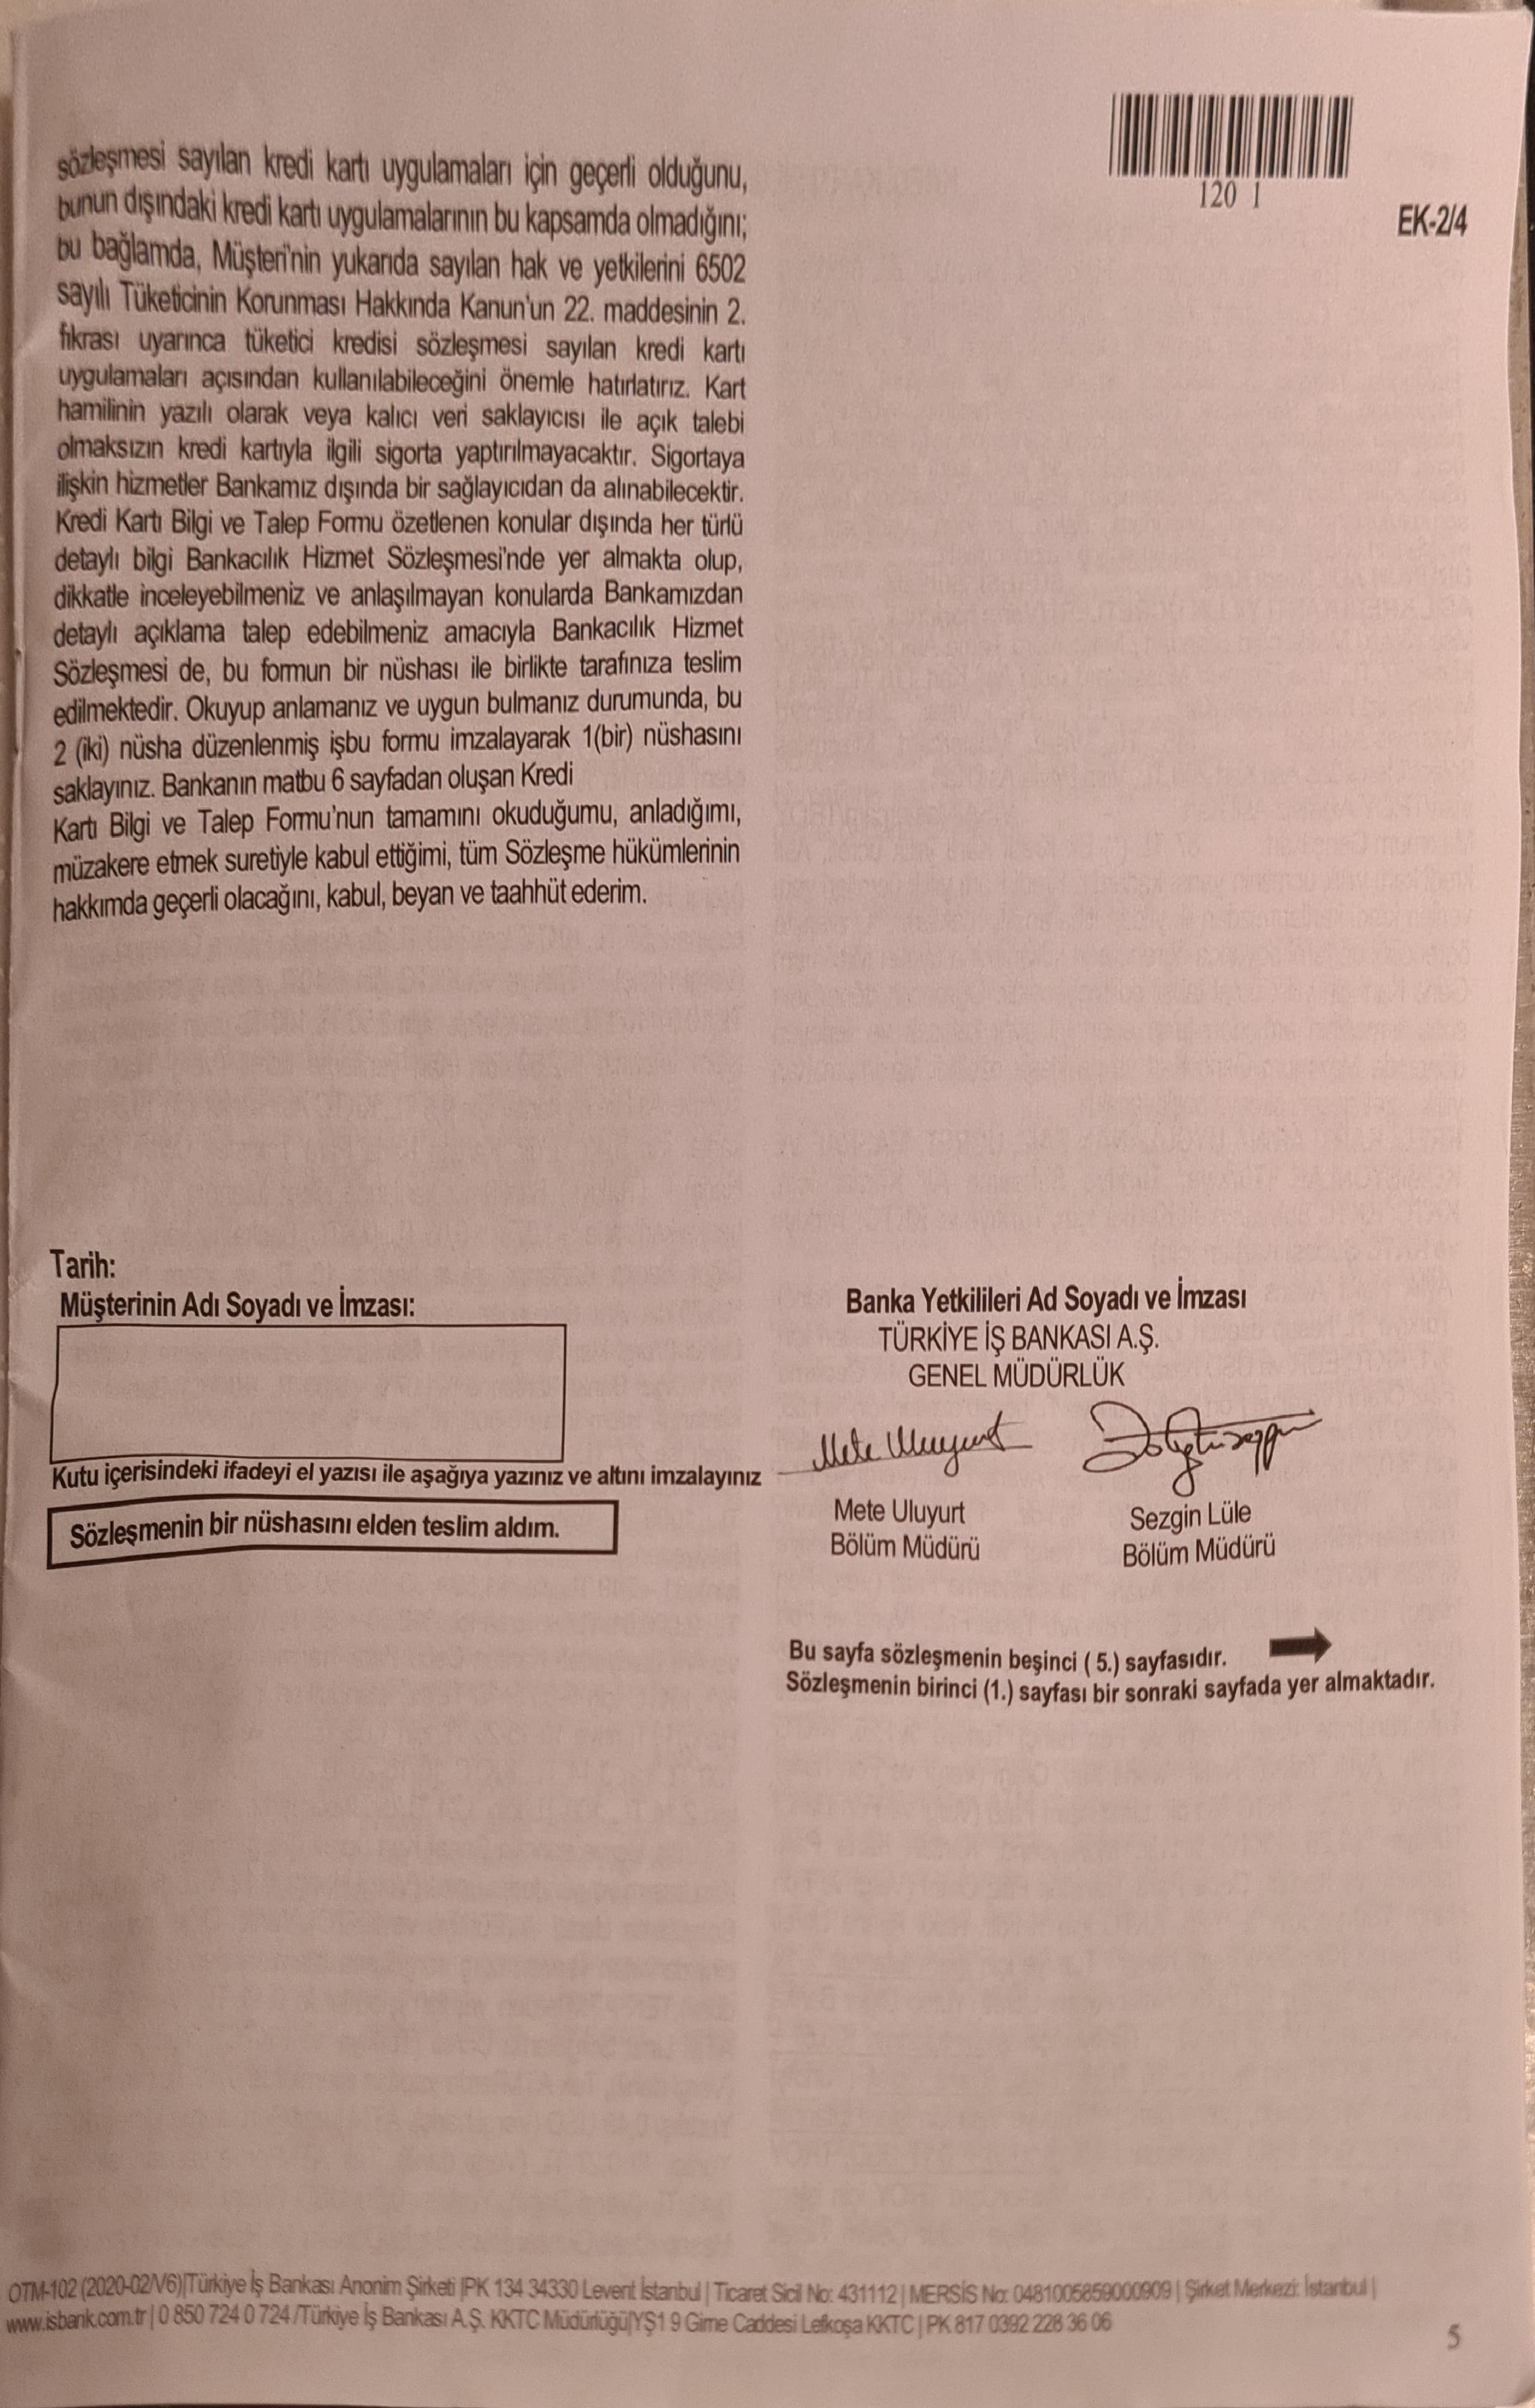 120 1
EK-2/4
sözleşmesi sayılan kredi kartı uygulamaları için geçerli olduğunu,
bunun dışındaki kredi kartı uygulamalarının bu kapsamda olmadığını;
bu bağlamda, Müşteri'nin yukarıda sayılan hak ve yetkilerini 6502
sayılı Tüketicinin Korunması Hakkında Kanun'un 22. maddesinin 2.
fıkrası uyarınca tüketici kredisi sözleşmesi sayılan kredi kartı
uygulamaları açısından kullanılabileceğini önemle hatırlatırız. Kart
hamilinin yazılı olarak veya kalıcı veri saklayıcısı ile açık talebi
olmaksızın kredi kartıyla ilgili sigorta yaptırılmayacaktır. Sigortaya
ilişkin hizmetler Bankamız dışında bir sağlayıcıdan da alınabilecektir.
Kredi Kartı Bilgi ve Talep Formu özetlenen konular dışında her türlü
detaylı bilgi Bankacılık Hizmet Sözleşmesi'nde yer almakta olup,
dikkatle inceleyebilmeniz ve anlaşılmayan konularda Bankamızdan
detaylı açıklama talep edebilmeniz amacıyla Bankacılık Hizmet
Sözleşmesi de, bu formun bir nüshası ile birlikte tarafınıza teslim
edilmektedir. Okuyup anlamanız ve uygun bulmanız durumunda, bu
2 (iki) nüsha düzenlenmiş işbu formu imzalayarak 1(bir) nüshasını
saklayınız. Bankanın matbu 6 sayfadan oluşan Kredi
Kartı Bilgi ve Talep Formu'nun tamamını okuduğumu, anladığımı,
müzakere etmek suretiyle kabul ettiğimi, tüm Sözleşme hükümlerinin
hakkımda geçerli olacağını, kabul, beyan ve taahhüt ederim.
Tarih:
Müşterinin Adı Soyadı ve İmzası:
Kutu içerisindeki ifadeyi el yazısı ile aşağıya yazınız ve altını imzalayınız
Sözleşmenin bir nüshasını elden teslim aldım.
Banka Yetkilileri Ad Soyadı ve İmzası
TÜRKİYE İŞ BANKASI A.Ş.
GENEL MÜDÜRLÜK
Mete Uluyurt
Mete Uluyurt
Bölüm Müdürü
Sezgin Lüle
Bölüm Müdürü
Bu sayfa sözleşmenin beşinci ( 5.) sayfasıdır.
Sözleşmenin birinci (1.) sayfası bir sonraki sayfada yer almaktadır.
OTM-102 (2020-02/V6)|Türkiye İş Bankası Anonim Şirketi |PK 134 34330 Levent İstanbul | Ticaret Sicil No: 431112 | MERSİS No: 0481005859000909 | Şirket Merkezi: İstanbul |
www.isbank.com.tr | 0 850 724 0 724 /Türkiye İş Bankası A.Ş. KKTC Müdürlüğü|YŞ1 9 Girne Caddesi Lefkoşa KKTC | PK 817 0392 228 36 06
5